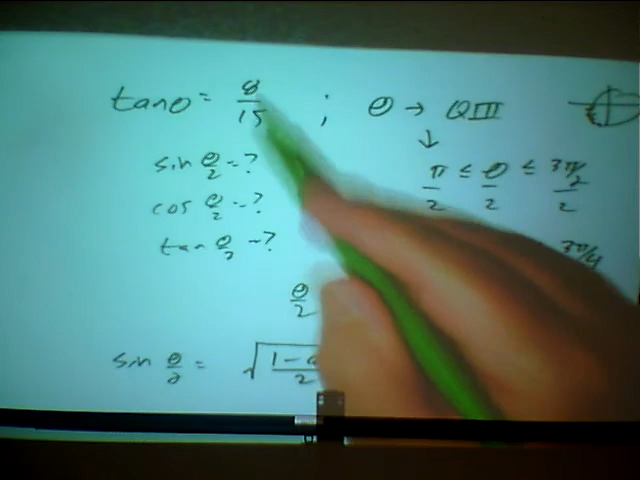 tanθ = 8/15 ; θ → QIII
↓
sin θ/2 = ?
π/2 ≤ θ/2 ≤ 3π/2/2
cos θ/2 = ?
tan θ/2 = ?
3π/4
θ/2
sin θ/2 = √1-c/2